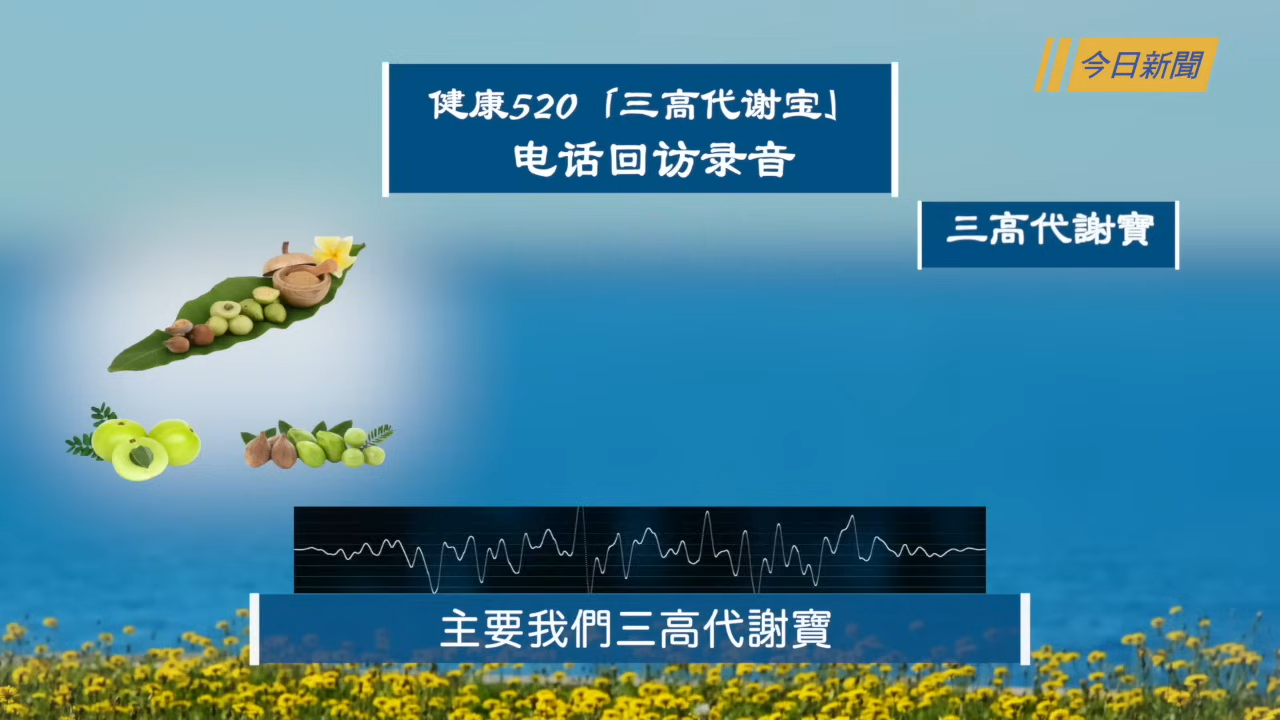 今日新聞
健康520「三高代谢宝」
电话回访录音
三高代謝寶
主要我們三高代謝寶